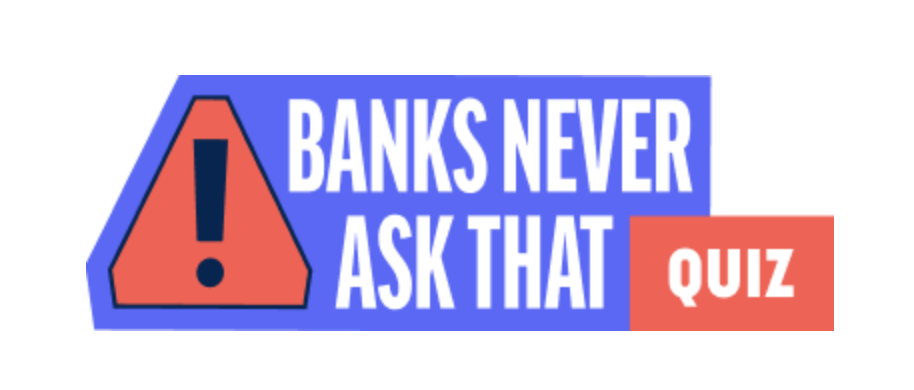 BANKS NEVER
ASK THAT
QUIZ